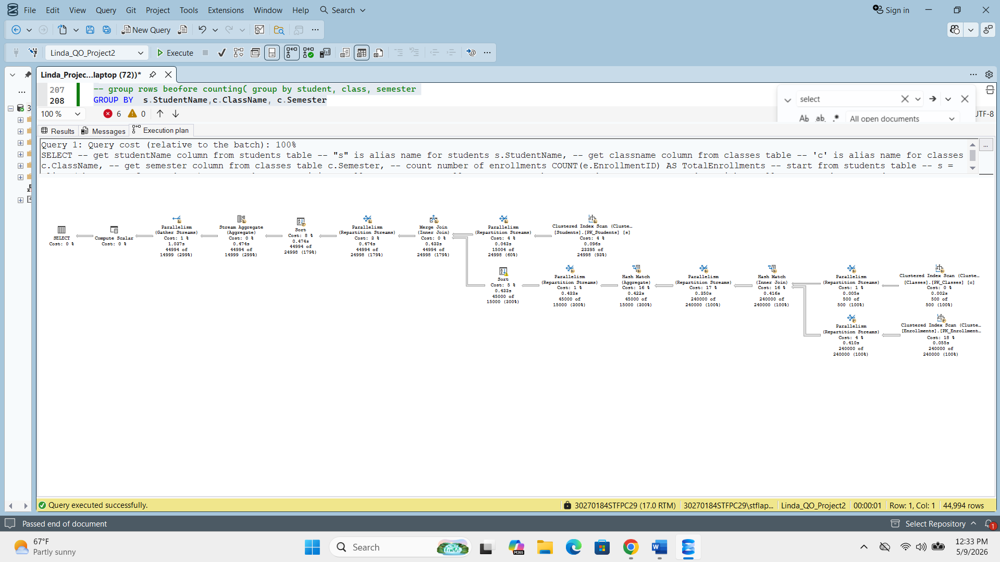 File Edit View Query Git Project Tools Extensions Window Help Search Sign in
New Query
Linda_QO_Project2 Execute
Linda_Projec...laptop (72))*
207 -- group rows beofore counting( group by student, class, semester
208 GROUP BY s.StudentName,c.ClassName, c.Semester
select
Ab ab All open documents
100 % 6 0 UTF-8
Results Messages Execution plan
Query 1: Query cost (relative to the batch): 100%
SELECT -- get studentName column from students table -- "s" is alias name for students s.StudentName, -- get classname column from classes table -- 'c' is alias name for classes
c.ClassName, -- get semester column from classes table c.Semester, -- count number of enrollments COUNT(e.EnrollmentID) AS TotalEnrollments -- start from students table -- s =
SELECT
Cost: 0 %
Compute Scalar
Cost: 0 %
Parallelism
(Gather Streams)
Cost: 1 %
1.037s
44994 of
14999 (299%)
Stream Aggregate
(Aggregate)
Cost: 0 %
0.474s
44994 of
14999 (299%)
Sort
Cost: 8 %
0.474s
44994 of
24998 (179%)
Parallelism
(Repartition Streams)
Cost: 3 %
0.474s
44994 of
24998 (179%)
Merge Join
(Inner Join)
Cost: 0 %
0.433s
44994 of
24998 (179%)
Parallelism
(Repartition Streams)
Cost: 4 %
0.043s
15004 of
24998 (60%)
Clustered Index Scan (Cluste...
[Students].[PK_Students] [s]
Cost: 4 %
0.096s
23395 of
24998 (93%)
Sort
Cost: 5 %
0.433s
45000 of
15000 (300%)
Parallelism
(Repartition Streams)
Cost: 1 %
0.433s
45000 of
15000 (300%)
Hash Match
(Aggregate)
Cost: 16 %
0.422s
45000 of
15000 (300%)
Parallelism
(Repartition Streams)
Cost: 17 %
0.350s
240000 of
240000 (100%)
Hash Match
(Inner Join)
Cost: 16 %
0.416s
240000 of
240000 (100%)
Parallelism
(Repartition Streams)
Cost: 1 %
0.005s
500 of
500 (100%)
Clustered Index Scan (Cluste...
[Classes].[PK_Classes] [c]
Cost: 0 %
0.002s
500 of
500 (100%)
Parallelism
(Repartition Streams)
Cost: 4 %
0.410s
240000 of
240000 (100%)
Clustered Index Scan (Cluste...
[Enrollments].[PK_Enrollment...
Cost: 18 %
0.055s
240000 of
240000 (100%)
Query executed successfully. 30270184STFPC29 (17.0 RTM) 30270184STFPC29\stflap... Linda_QO_Project2 00:00:01 Row: 1, Col: 1 44,994 rows
Passed end of document Select Repository 1
67°F
Partly sunny
Search
12:33 PM
5/9/2026